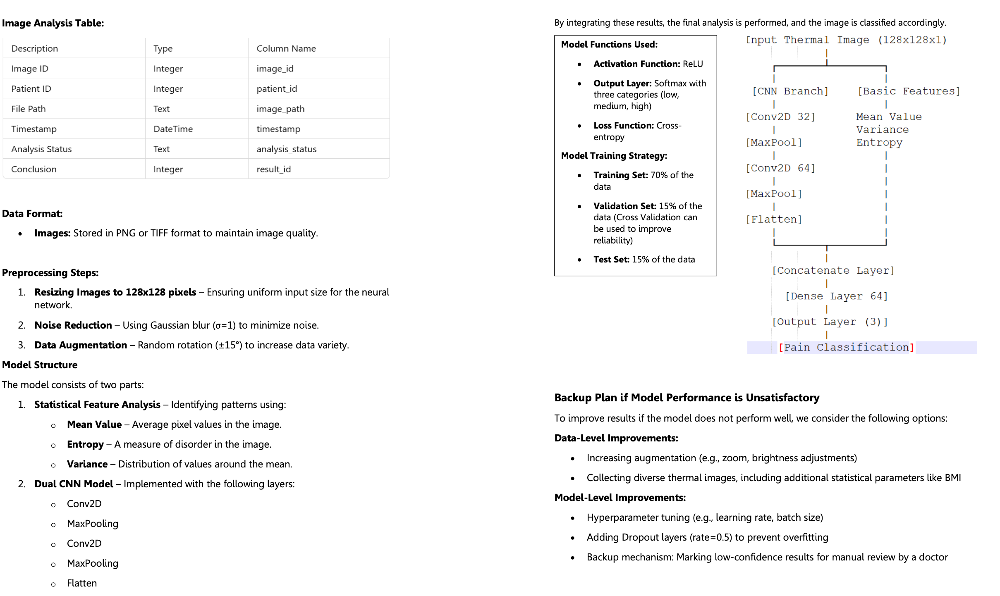 Image Analysis Table:
Description Type Column Name
Image ID Integer image_id
Patient ID Integer patient_id
File Path Text image_path
Timestamp DateTime timestamp
Analysis Status Text analysis_status
Conclusion Integer result_id
Data Format:
• Images: Stored in PNG or TIFF format to maintain image quality.
Preprocessing Steps:
1. Resizing Images to 128x128 pixels – Ensuring uniform input size for the neural
network.
2. Noise Reduction – Using Gaussian blur (σ=1) to minimize noise.
3. Data Augmentation – Random rotation (±15°) to increase data variety.
Model Structure
The model consists of two parts:
1. Statistical Feature Analysis – Identifying patterns using:
o Mean Value – Average pixel values in the image.
o Entropy – A measure of disorder in the image.
o Variance – Distribution of values around the mean.
2. Dual CNN Model – Implemented with the following layers:
o Conv2D
o MaxPooling
o Conv2D
o MaxPooling
o Flatten
By integrating these results, the final analysis is performed, and the image is classified accordingly.
Model Functions Used:
• Activation Function: ReLU
• Output Layer: Softmax with
three categories (low,
medium, high)
• Loss Function: Cross-
entropy
Model Training Strategy:
• Training Set: 70% of the
data
• Validation Set: 15% of the
data (Cross Validation can
be used to improve
reliability)
• Test Set: 15% of the data
Input Thermal Image (128x128x1)
[CNN Branch] [Basic Features]
[Conv2D 32] Mean Value
Variance
[MaxPool] Entropy
[Conv2D 64]
[MaxPool]
[Flatten]
[Concatenate Layer]
[Dense Layer 64]
[Output Layer (3)]
[Pain Classification]
Backup Plan if Model Performance is Unsatisfactory
To improve results if the model does not perform well, we consider the following options:
Data-Level Improvements:
• Increasing augmentation (e.g., zoom, brightness adjustments)
• Collecting diverse thermal images, including additional statistical parameters like BMI
Model-Level Improvements:
• Hyperparameter tuning (e.g., learning rate, batch size)
• Adding Dropout layers (rate=0.5) to prevent overfitting
• Backup mechanism: Marking low-confidence results for manual review by a doctor